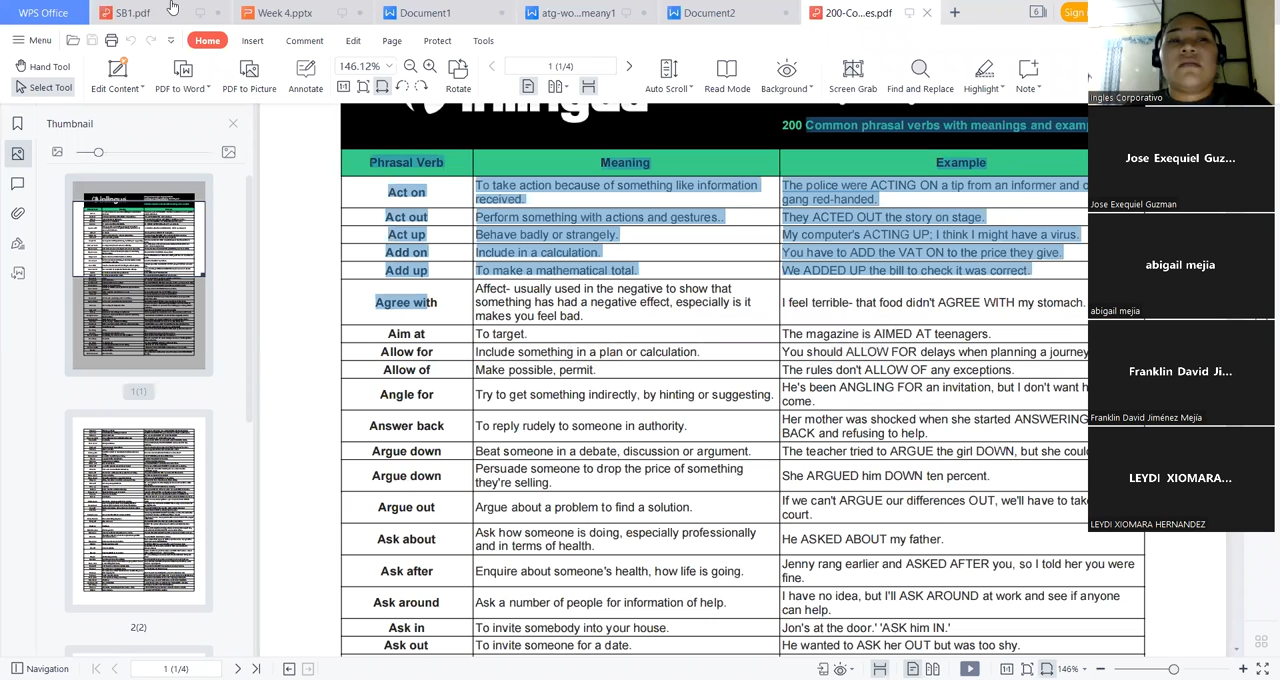 WPS Office
SB1.pdf
Week 4.pptx
Document1
atg-wo...meany1
Document2
200-Co...es.pdf
6
Sign
Menu
Home
Insert
Comment
Edit
Page
Protect
Tools
Hand Tool
Select Tool
Edit Content
PDF to Word
PDF to Picture
Annotate
146.12%
1 (1/4)
Rotate
Auto Scroll
Read Mode
Background
Screen Grab
Find and Replace
Highlight
Note
Thumbnail
1(1)
2(2)
200 Common phrasal verbs with meanings and examp
Phrasal Verb Meaning Example
Act on To take action because of something like information received. The police were ACTING ON a tip from an informer and c
gang red-handed.
Act out Perform something with actions and gestures.. They ACTED OUT the story on stage.
Act up Behave badly or strangely. My computer's ACTING UP; I think I might have a virus.
Add on Include in a calculation. You have to ADD the VAT ON to the price they give.
Add up To make a mathematical total. We ADDED UP the bill to check it was correct.
Agree with Affect- usually used in the negative to show that
something has had a negative effect, especially is it
makes you feel bad. I feel terrible- that food didn't AGREE WITH my stomach.
Aim at To target. The magazine is AIMED AT teenagers.
Allow for Include something in a plan or calculation. You should ALLOW FOR delays when planning a journey
Allow of Make possible, permit. The rules don't ALLOW OF any exceptions.
Angle for Try to get something indirectly, by hinting or suggesting. He's been ANGLING FOR an invitation, but I don't want h
come.
Answer back To reply rudely to someone in authority. Her mother was shocked when she started ANSWERING
BACK and refusing to help.
Argue down Beat someone in a debate, discussion or argument. The teacher tried to ARGUE the girl DOWN, but she coul
Argue down Persuade someone to drop the price of something
they're selling. She ARGUED him DOWN ten percent.
Argue out Argue about a problem to find a solution. If we can't ARGUE our differences OUT, we'll have to tak
court.
Ask about Ask how someone is doing, especially professionally
and in terms of health. He ASKED ABOUT my father.
Ask after Enquire about someone's health, how life is going. Jenny rang earlier and ASKED AFTER you, so I told her you were
fine.
Ask around Ask a number of people for information of help. I have no idea, but I'll ASK AROUND at work and see if anyone
can help.
Ask in To invite somebody into your house. Jon's at the door.' 'ASK him IN.'
Ask out To invite someone for a date. He wanted to ASK her OUT but was too shy.
Ingles Corporativo
Jose Exequiel Guz...
Jose Exequiel Guzman
abigail mejia
abigail mejia
Franklin David Ji...
Franklin David Jiménez Mejía
LEYDI XIOMARA...
LEYDI XIOMARA HERNANDEZ
Navigation
1 (1/4)
146%